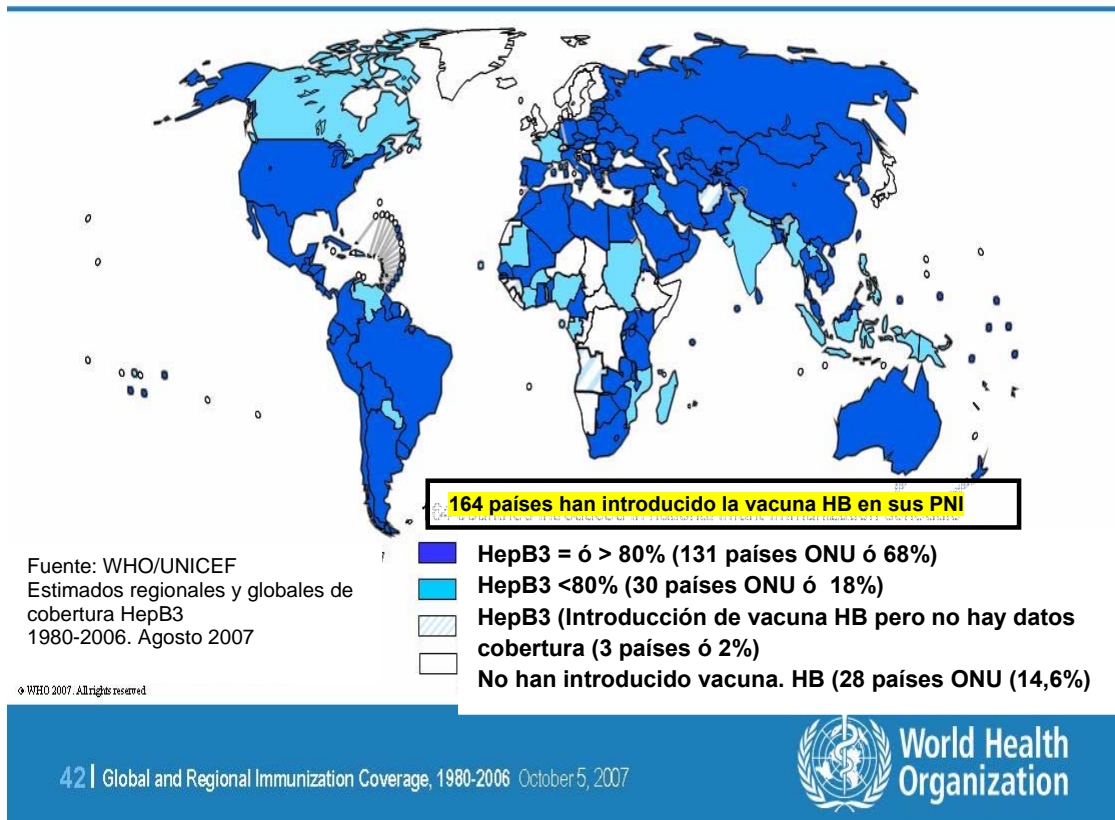 164 países han introducido la vacuna HB en sus PNI
HepB3 = ó > 80% (131 países ONU ó 68%)
HepB3 <80% (30 países ONU ó 18%)
HepB3 (Introducción de vacuna HB pero no hay datos
cobertura (3 países ó 2%)
No han introducido vacuna. HB (28 países ONU (14,6%)
Fuente: WHO/UNICEF
Estimados regionales y globales de
cobertura HepB3
1980-2006. Agosto 2007
© WHO 2007. All rights reserved
42 | Global and Regional Immunization Coverage, 1980-2006 October 5, 2007
World Health
Organization